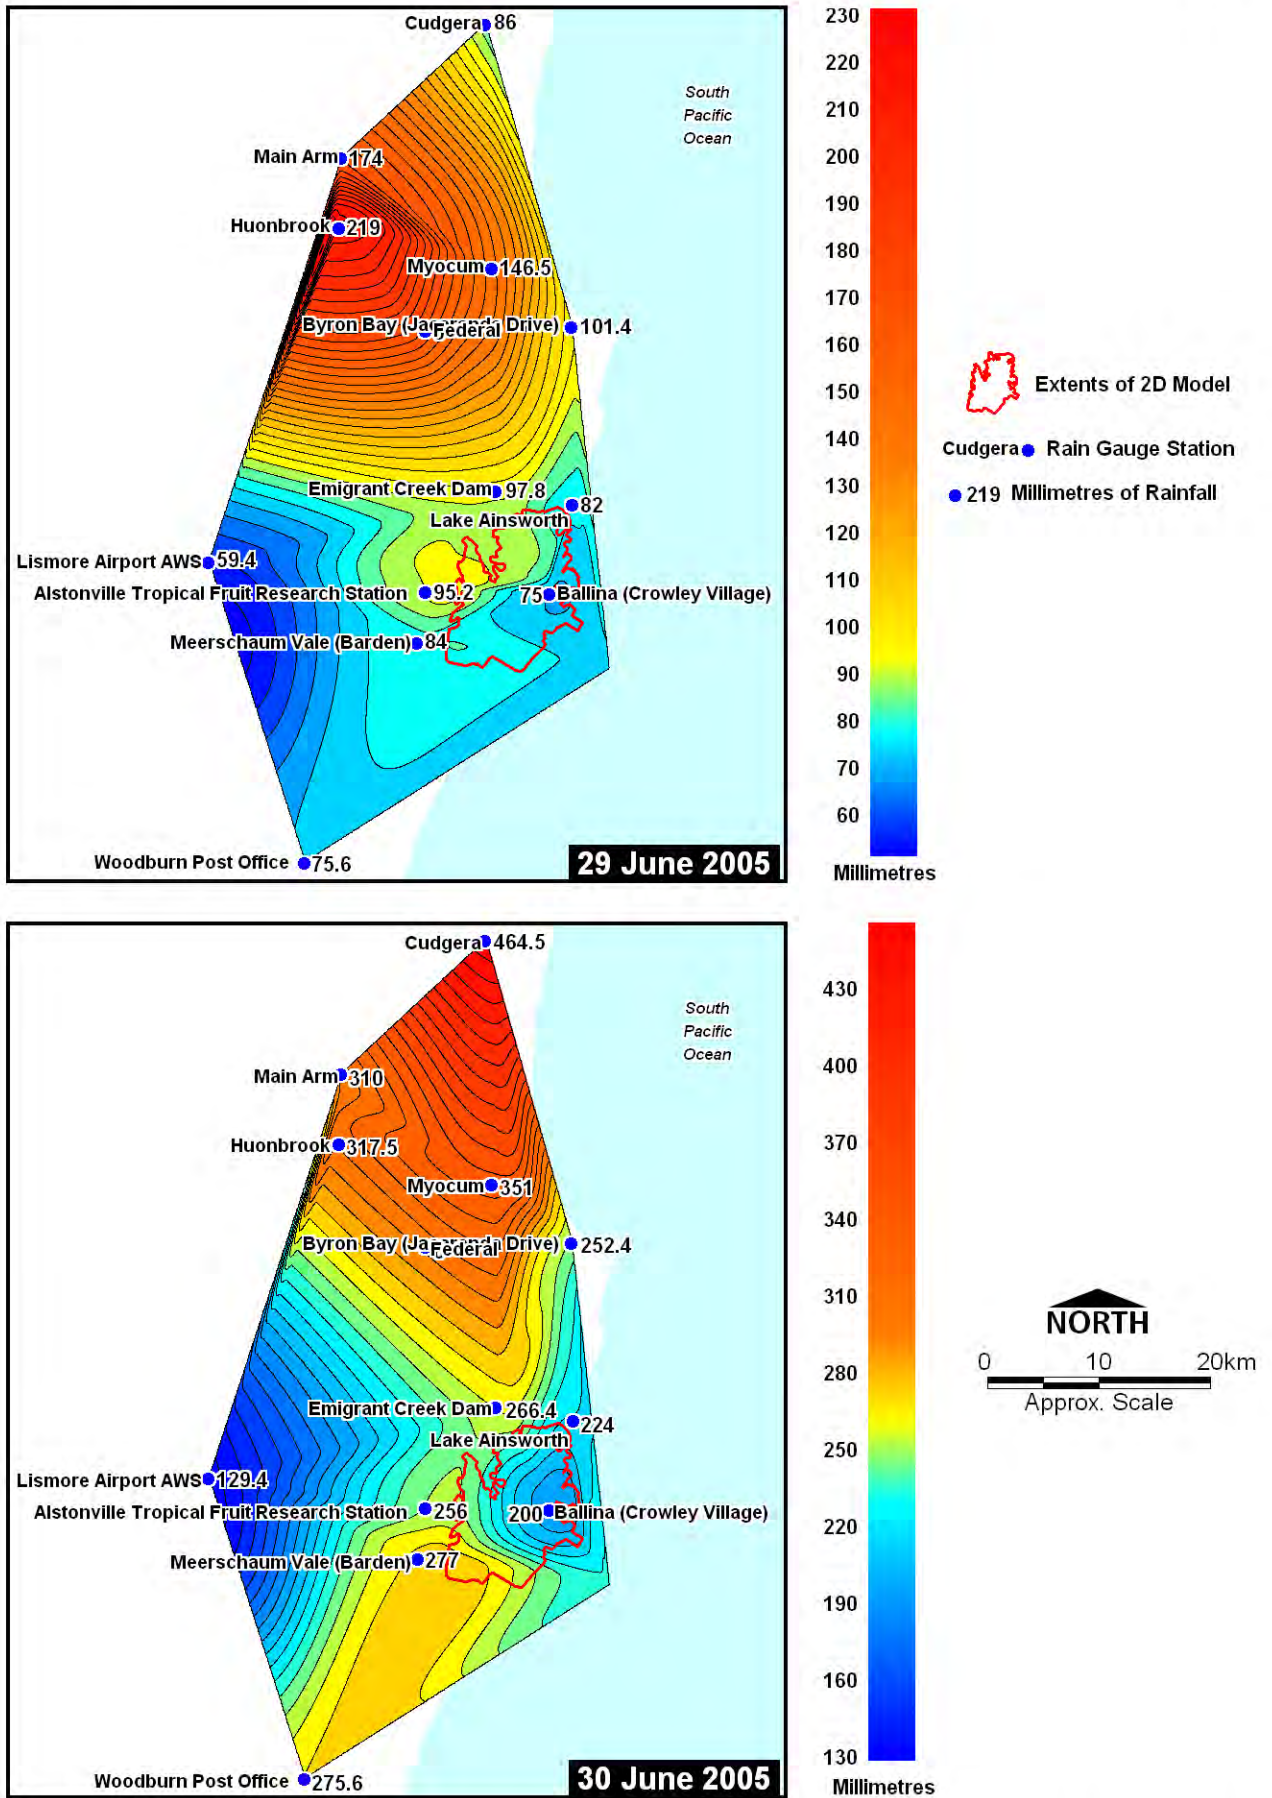 Cudgera 86
South
Pacific
Ocean
Main Arm 174
Huonbrook 219
Myocum 146.5
Byron Bay (Ja Drive) 101.4
Federal
Emigrant Creek Dam 97.8
82
Lake Ainsworth
Lismore Airport AWS 59.4
Alstonville Tropical Fruit Research Station 95.2
75 Ballina (Crowley Village)
Meerschaum Vale (Barden) 84
Woodburn Post Office 75.6
29 June 2005
230
220
210
200
190
180
170
160
150
140
130
120
110
100
90
80
70
60
Millimetres
Extents of 2D Model
Cudgera Rain Gauge Station
219 Millimetres of Rainfall
Cudgera 464.5
South
Pacific
Ocean
Main Arm 310
Huonbrook 317.5
Myocum 351
Byron Bay (Ja Drive) 252.4
Federal
Emigrant Creek Dam 266.4
224
Lake Ainsworth
Lismore Airport AWS 129.4
Alstonville Tropical Fruit Research Station 256
200 Ballina (Crowley Village)
Meerschaum Vale (Barden) 277
Woodburn Post Office 275.6
30 June 2005
430
400
370
340
310
280
250
220
190
160
130
Millimetres
NORTH
0 10 20km
Approx. Scale